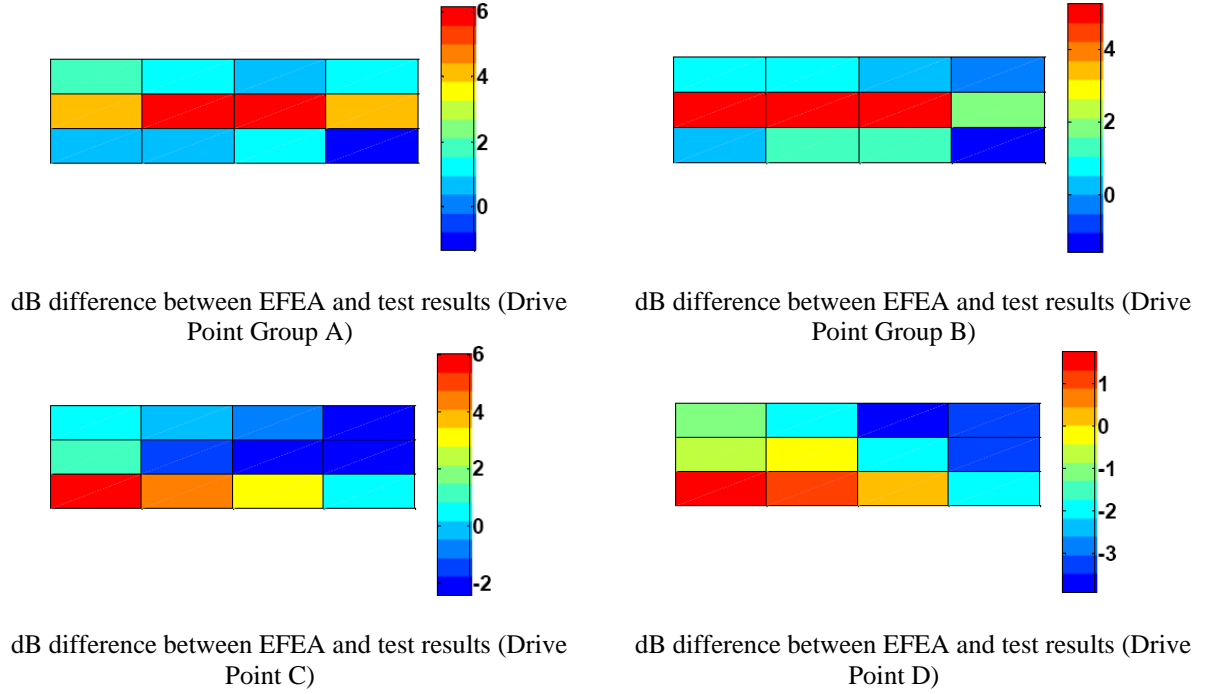 6
4
2
0
4
2
0
dB difference between EFEA and test results (Drive
Point Group A)
dB difference between EFEA and test results (Drive
Point Group B)
6
4
2
0
-2
1
0
-1
-2
-3
dB difference between EFEA and test results (Drive
Point C)
dB difference between EFEA and test results (Drive
Point D)